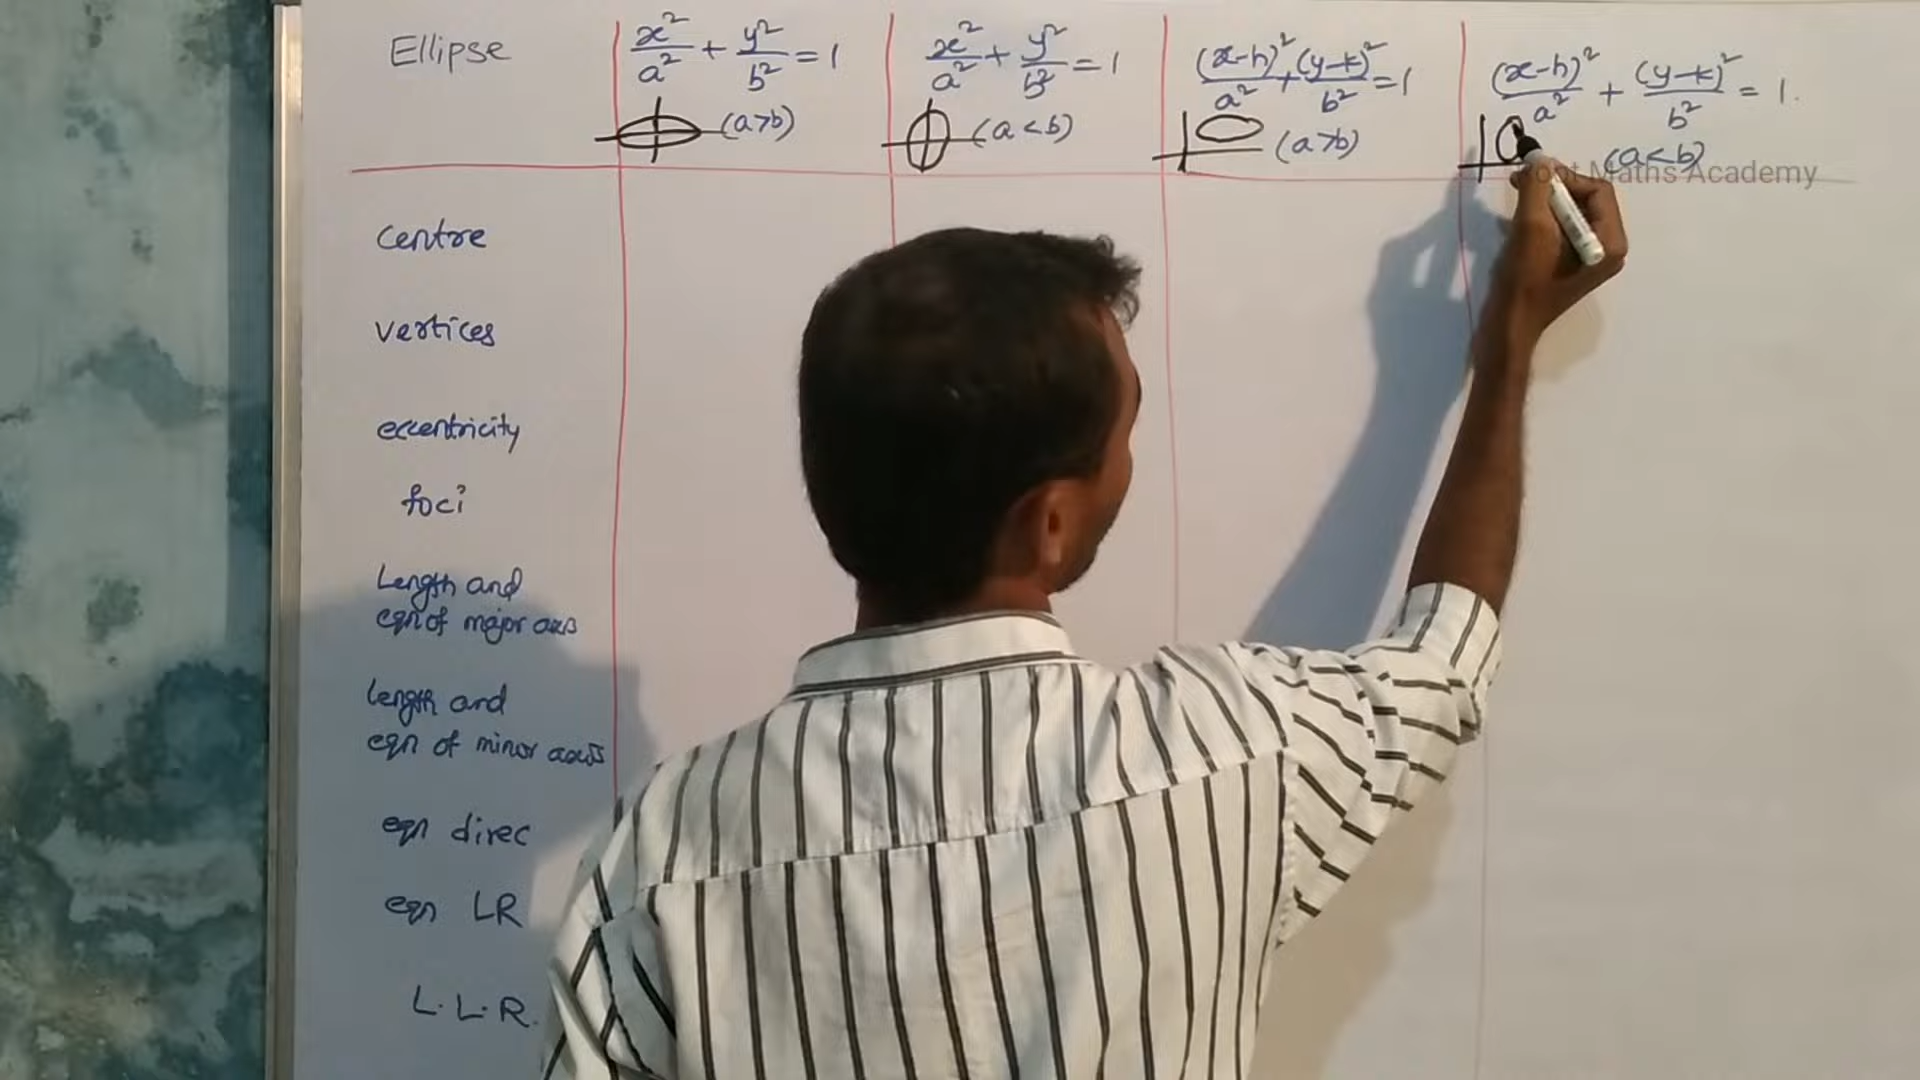 Ellipse
x²/a² + y²/b² = 1
(a>b)
x²/a² + y²/b² = 1
(a<b)
(x-h)²/a² + (y-k)²/b² = 1
(a>b)
(x-h)²/a² + (y-k)²/b² = 1.
(a<b)
Maths Academy
Centre
vertices
eccentricity
foci
Length and
eqn of major axis
length and
eqn of minor axis
eqn direc
eqn LR
L.L.R.